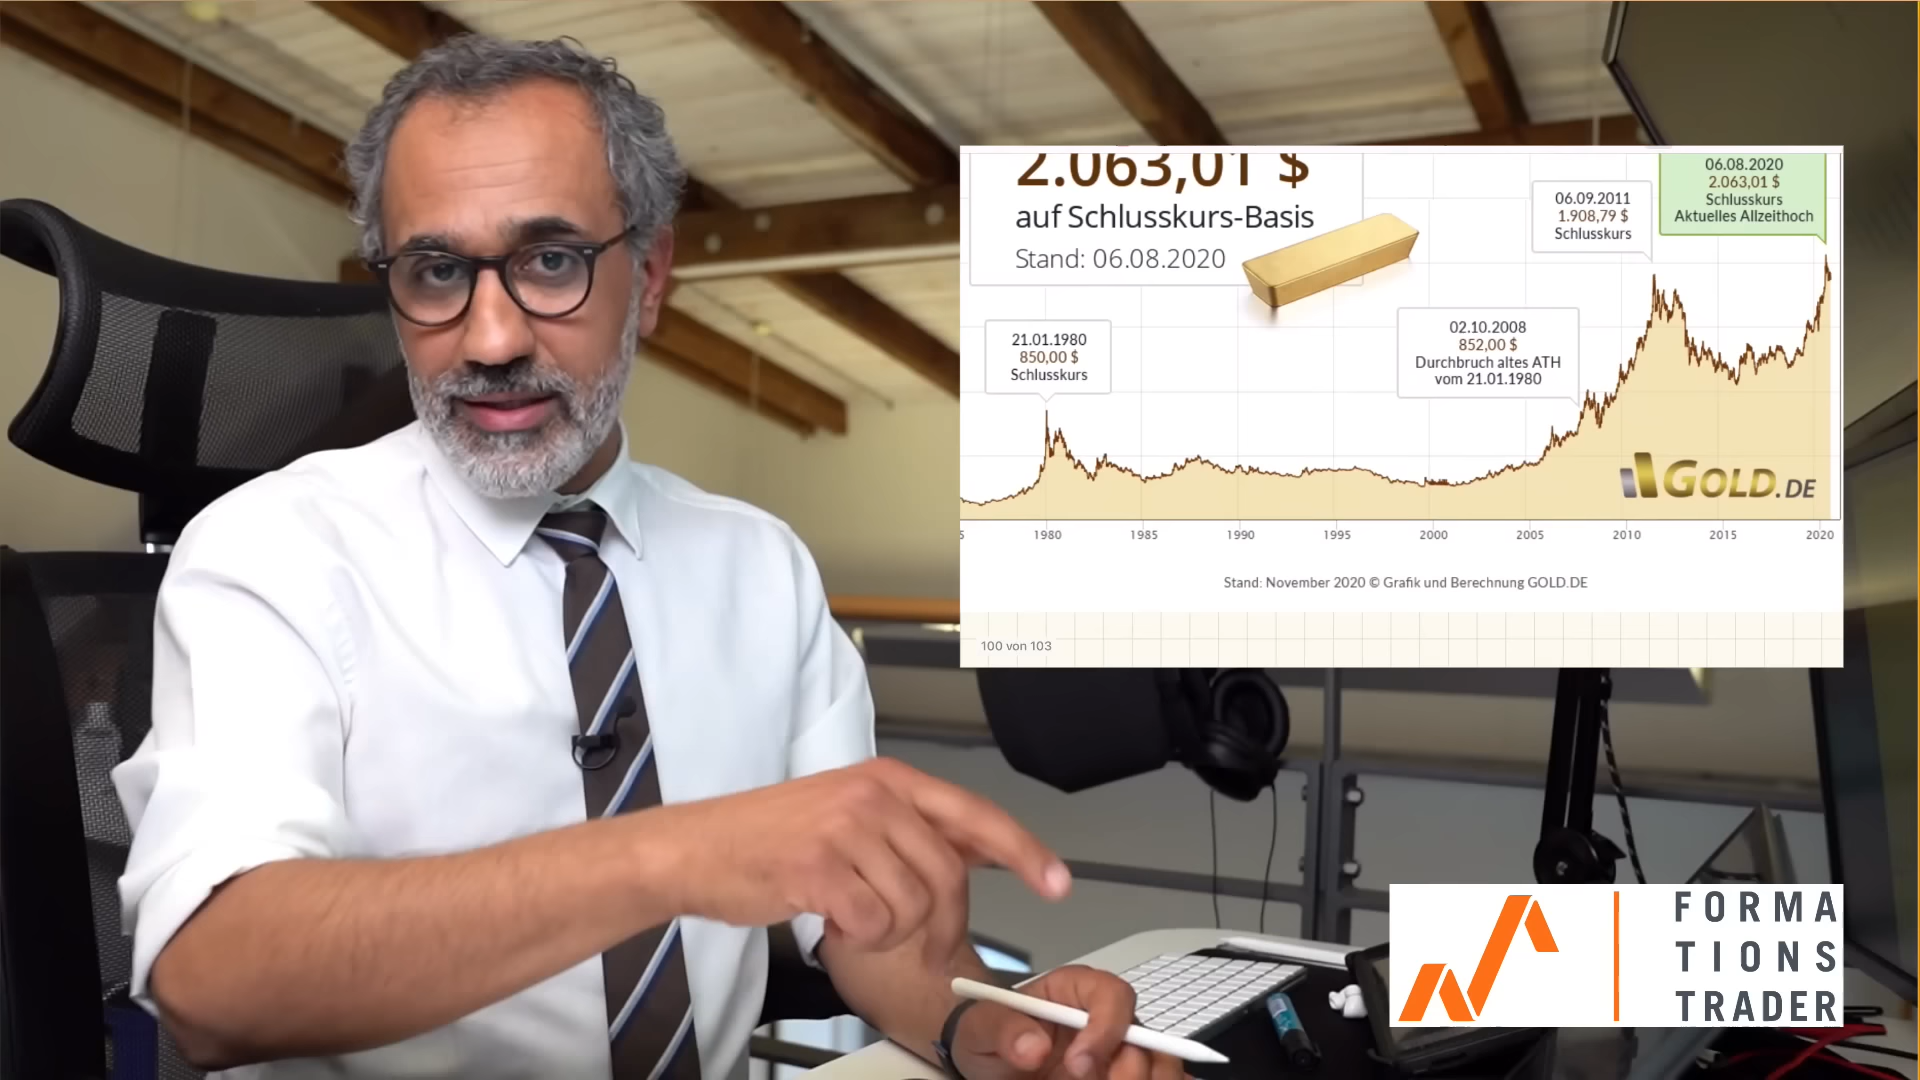 2.063,01 $
auf Schlusskurs-Basis
Stand: 06.08.2020
06.08.2020
2.063,01 $
Schlusskurs
Aktuelles Allzeithoch
06.09.2011
1.908,79 $
Schlusskurs
02.10.2008
852,00 $
Durchbruch altes ATH
vom 21.01.1980
21.01.1980
850,00 $
Schlusskurs
GOLD.DE
5 1980 1985 1990 1995 2000 2005 2010 2015 2020
Stand: November 2020 © Grafik und Berechnung GOLD.DE
100 von 103
FORMA
TIONS
TRADER